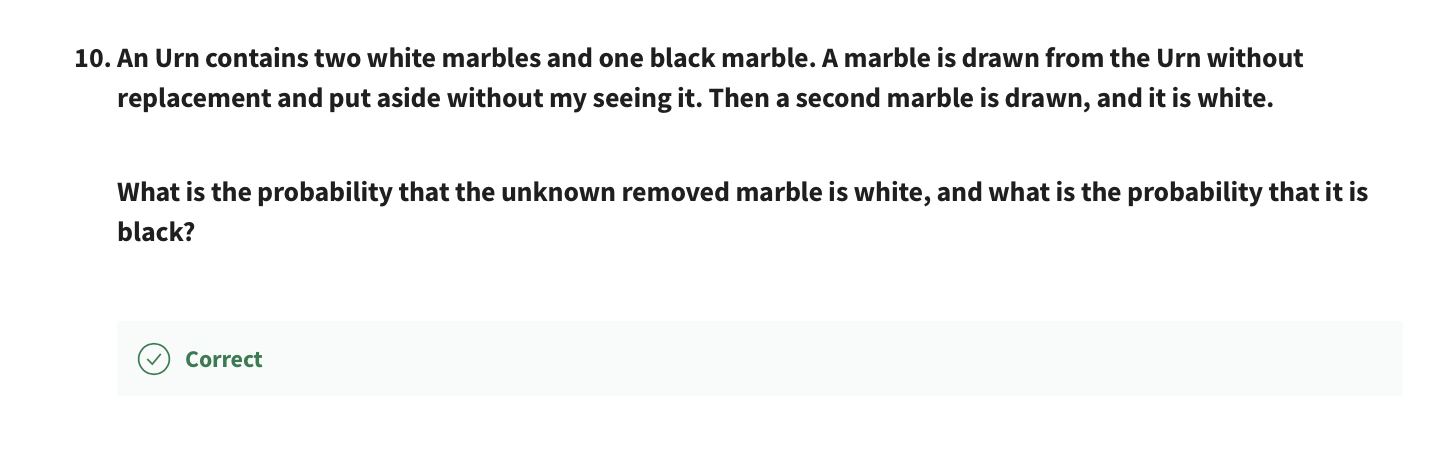 10. An Urn contains two white marbles and one black marble. A marble is drawn from the Urn without
replacement and put aside without my seeing it. Then a second marble is drawn, and it is white.
What is the probability that the unknown removed marble is white, and what is the probability that it is
black?
Correct